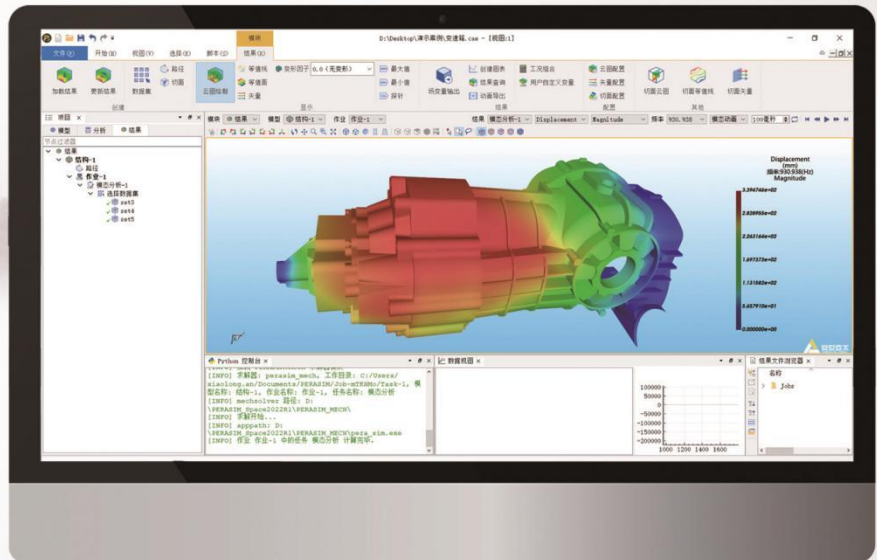 模块
D:\Desktop\演示案例\变速箱.cae - [视图:1]
文件(F) 开始(H) 视图(V) 选择(E) 脚本(S) 结果(R)
加载结果 更新结果 数据集 路径 切面
云图绘制 等值线 等值面 矢量
变形因子 0.0 (无变形)
最大值 最小值 探针
场变量输出 创建图表 结果查询 动画导出
工况组合 用户自定义变量
云图配置 矢量配置 切面配置
切面云图 切面等值线 切面矢量
创建 显示 结果 配置 其他
项目
模型 分析 结果
节点过滤器
结果
结构-1
路径
作业-1
模态分析-1
选择数据集
set3
set4
set5
模块 结果 模型 结构-1 作业 作业-1 结果 模态分析-1 Displacement Magnitude 频率 930.938 模态动画 100毫秒
Displacement
(mm)
频率:930.938(Hz)
Magnitude
3.394746e+02
2.828955e+02
2.263164e+02
1.697373e+02
1.131582e+02
5.657910e+01
0.000000e+00
Python 控制台
[INFO] 求解器: perasim_mech, 工作目录: C:/Users/
xiaolong.an/Documents/PERASIM/Job-mTHNMo/Task-1, 模
型名称: 结构-1, 作业名称: 作业-1, 任务名称: 模态分析
[INFO] mechsolver 路径: D:
\PERASIM_Space2022R1\PERASIM_MECH\
[INFO] 求解开始...
[INFO] apppath: D:
\PERASIM_Space2022R1\PERASIM_MECH\pera_sim.exe
[INFO] 作业 作业-1 中的任务 模态分析 计算完毕.
数据视图
100000
50000
0
-50000
-100000
-150000
-200000
1000 1200 1400 1600
结果文件浏览器
名称
Jobs